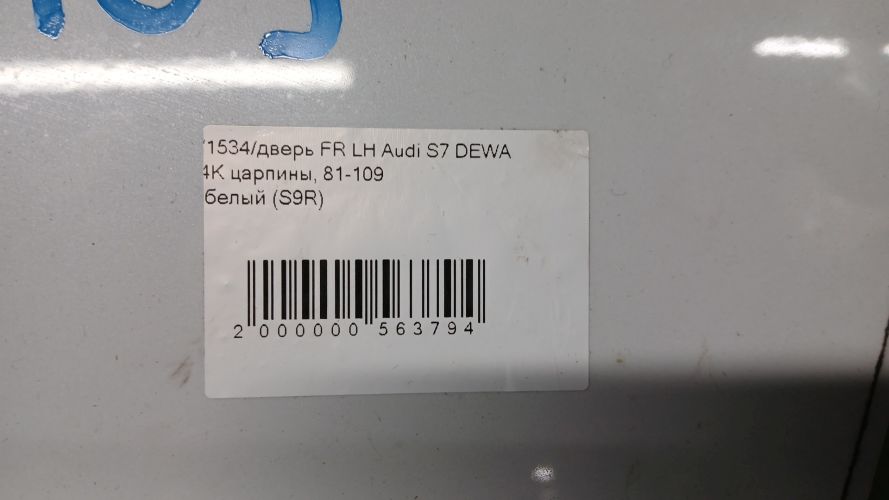 1534/дверь FR LH Audi S7 DEWA
4K царпины, 81-109
белый (S9R)
2 000000 563794